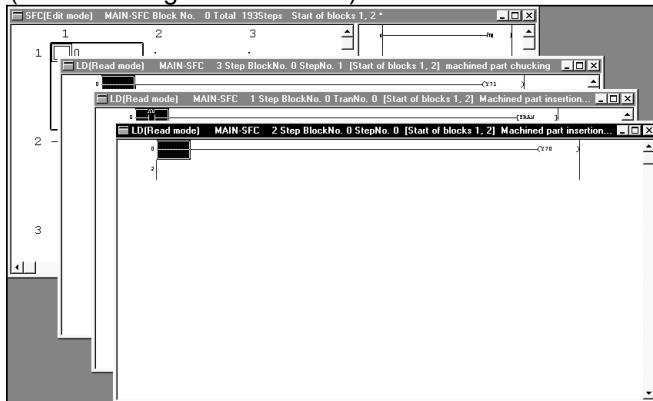 SFC(Edit mode) MAIN-SFC Block No. 0 Total 193Steps Start of blocks 1, 2 *
1 2 3
1
LD(Read mode) MAIN-SFC 3 Step BlockNo. 0 StepNo. 1 [Start of blocks 1, 2] machined part chucking
0 (Y71 )
LD(Read mode) MAIN-SFC 1 Step BlockNo. 0 TranNo. 0 [Start of blocks 1, 2] Machined part insertion...
LD(Read mode) MAIN-SFC 2 Step BlockNo. 0 StepNo. 0 [Start of blocks 1, 2] Machined part insertion...
2
0 (Y70 )
2
3